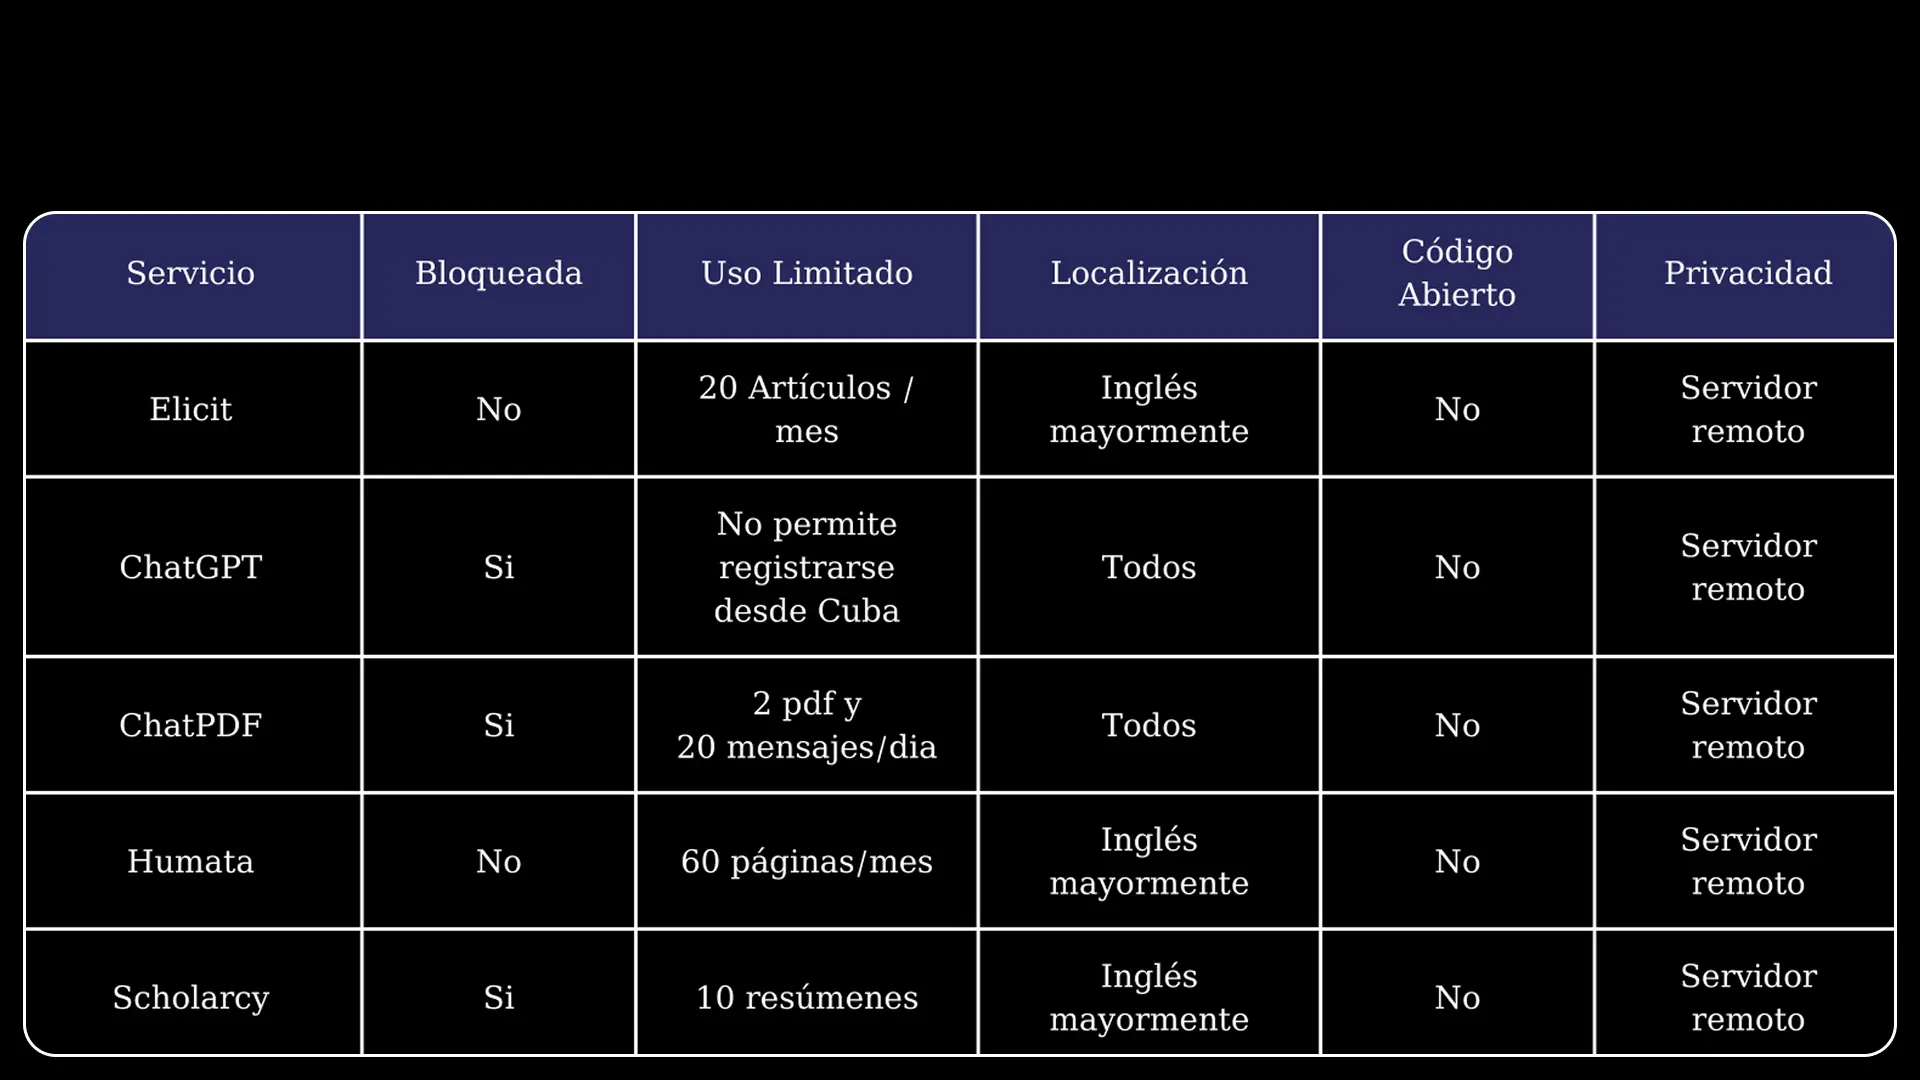 Servicio
Bloqueada
Uso Limitado
Localización
Código
Abierto
Privacidad
Elicit
No
20 Artículos /
mes
Inglés
mayormente
No
Servidor
remoto
ChatGPT
Si
No permite
registrarse
desde Cuba
Todos
No
Servidor
remoto
ChatPDF
Si
2 pdf y
20 mensajes/dia
Todos
No
Servidor
remoto
Humata
No
60 páginas/mes
Inglés
mayormente
No
Servidor
remoto
Scholarcy
Si
10 resúmenes
Inglés
mayormente
No
Servidor
remoto